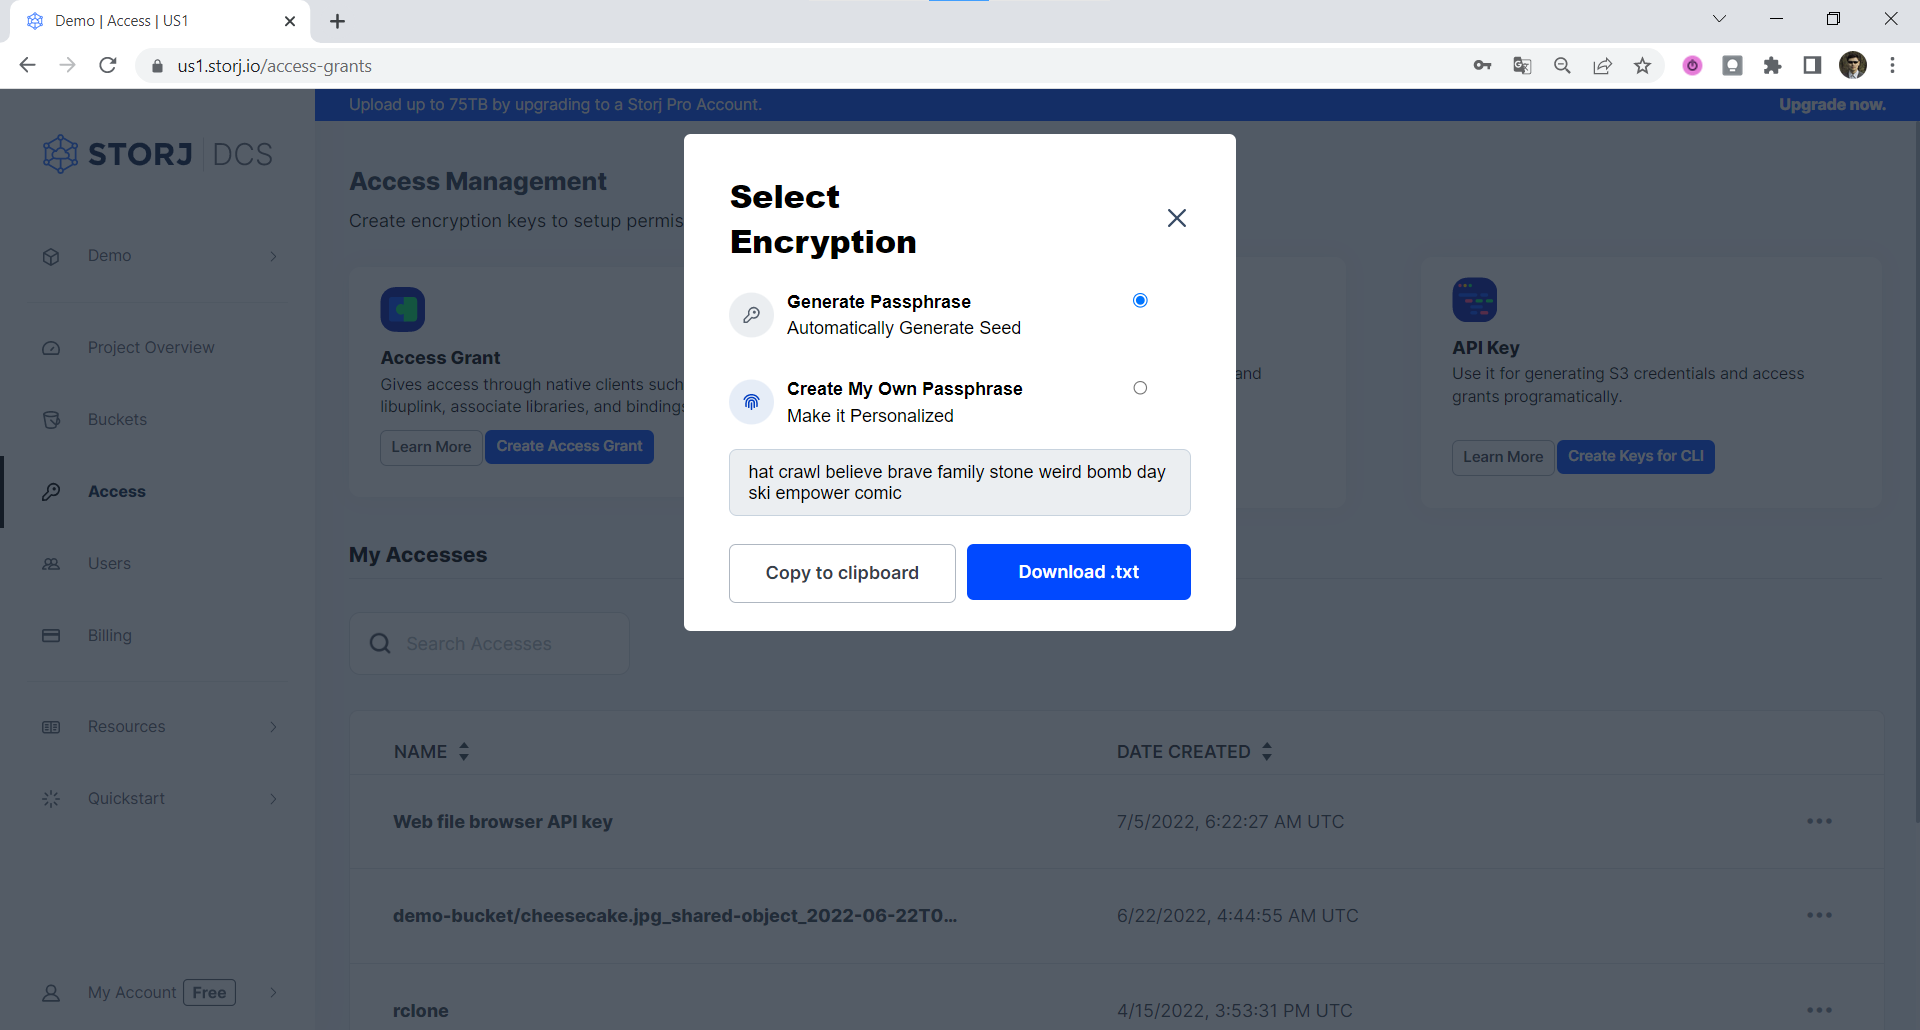 Demo | Access | US1
us1.storj.io/access-grants
Upload up to 75TB by upgrading to a Storj Pro Account.
Upgrade now.
STORJ DCS
Demo
Project Overview
Buckets
Access
Users
Billing
Resources
Quickstart
My Account Free
Access Management
Create encryption keys to setup permis
Access Grant
Gives access through native clients such
libuplink, associate libraries, and bindings
Learn More
Create Access Grant
and
API Key
Use it for generating S3 credentials and access
grants programatically.
Learn More
Create Keys for CLI
Select
Encryption
Generate Passphrase
Automatically Generate Seed
Create My Own Passphrase
Make it Personalized
hat crawl believe brave family stone weird bomb day
ski empower comic
Copy to clipboard
Download .txt
My Accesses
Search Accesses
NAME
DATE CREATED
Web file browser API key
7/5/2022, 6:22:27 AM UTC
demo-bucket/cheesecake.jpg_shared-object_2022-06-22T0...
6/22/2022, 4:44:55 AM UTC
rclone
4/15/2022, 3:53:31 PM UTC